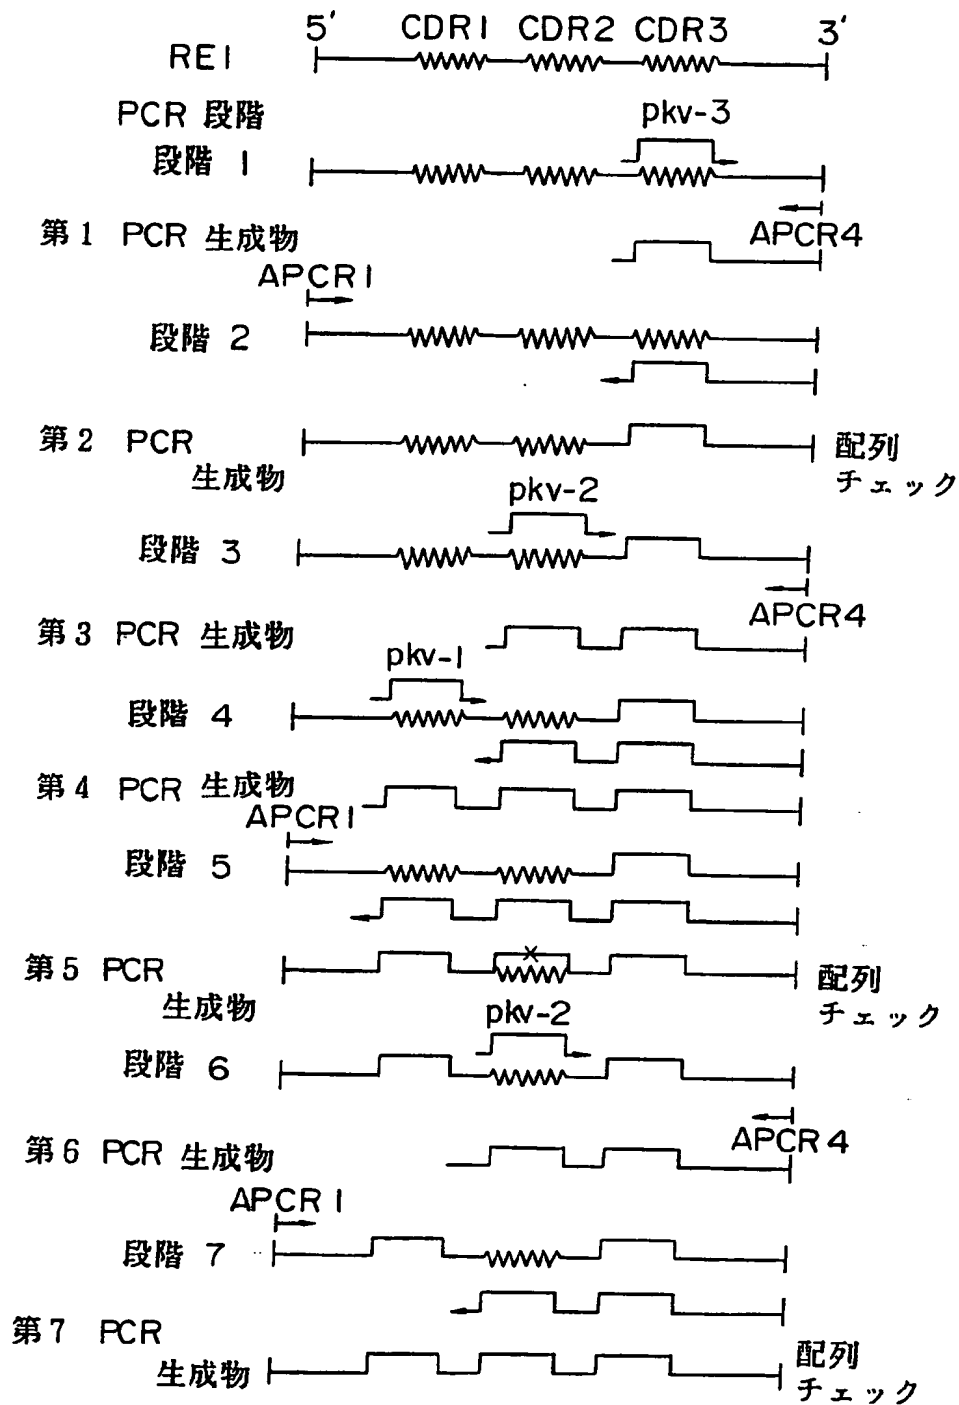 5' CDR1 CDR2 CDR3 3'
RE1
PCR 段階
pkv-3
段階 1
APCR4
第1 PCR 生成物
APCR1
段階 2
第2 PCR
生成物
配列
チェック
pkv-2
段階 3
APCR4
第3 PCR 生成物
pkv-1
段階 4
第4 PCR 生成物
APCR1
段階 5
第5 PCR
生成物
配列
チェック
pkv-2
段階 6
APCR4
第6 PCR 生成物
APCR1
段階 7
第7 PCR
生成物
配列
チェック